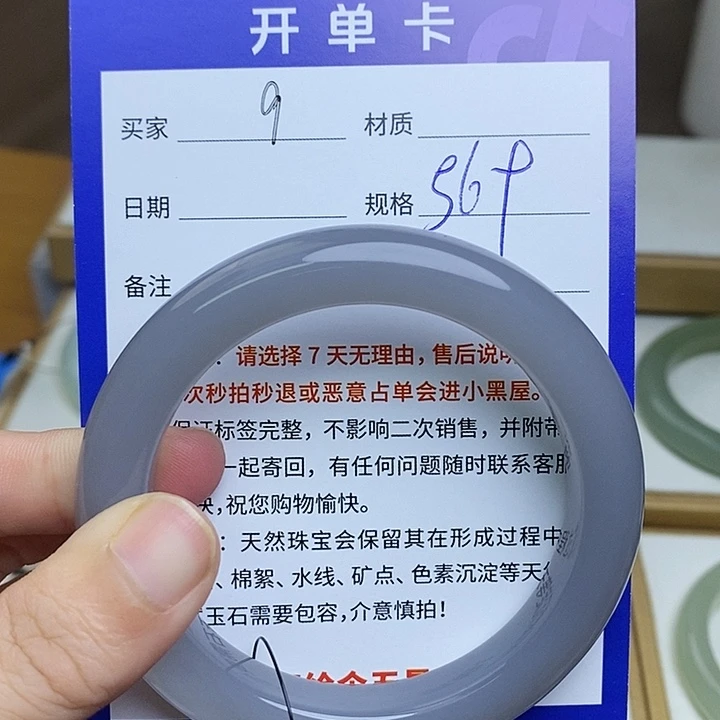 开单卡
买家 9 材质
日期 规格 56中
备注
：请选择7天无理由，售后说明
次秒拍秒退或恶意占单会进小黑屋。
保证标签完整，不影响二次销售，并附带
一起寄回，有任何问题随时联系客服
快，祝您购物愉快。
：天然珠宝会保留其在形成过程中
、棉絮、水线、矿点、色素沉淀等天
玉石需要包容，介意慎拍！